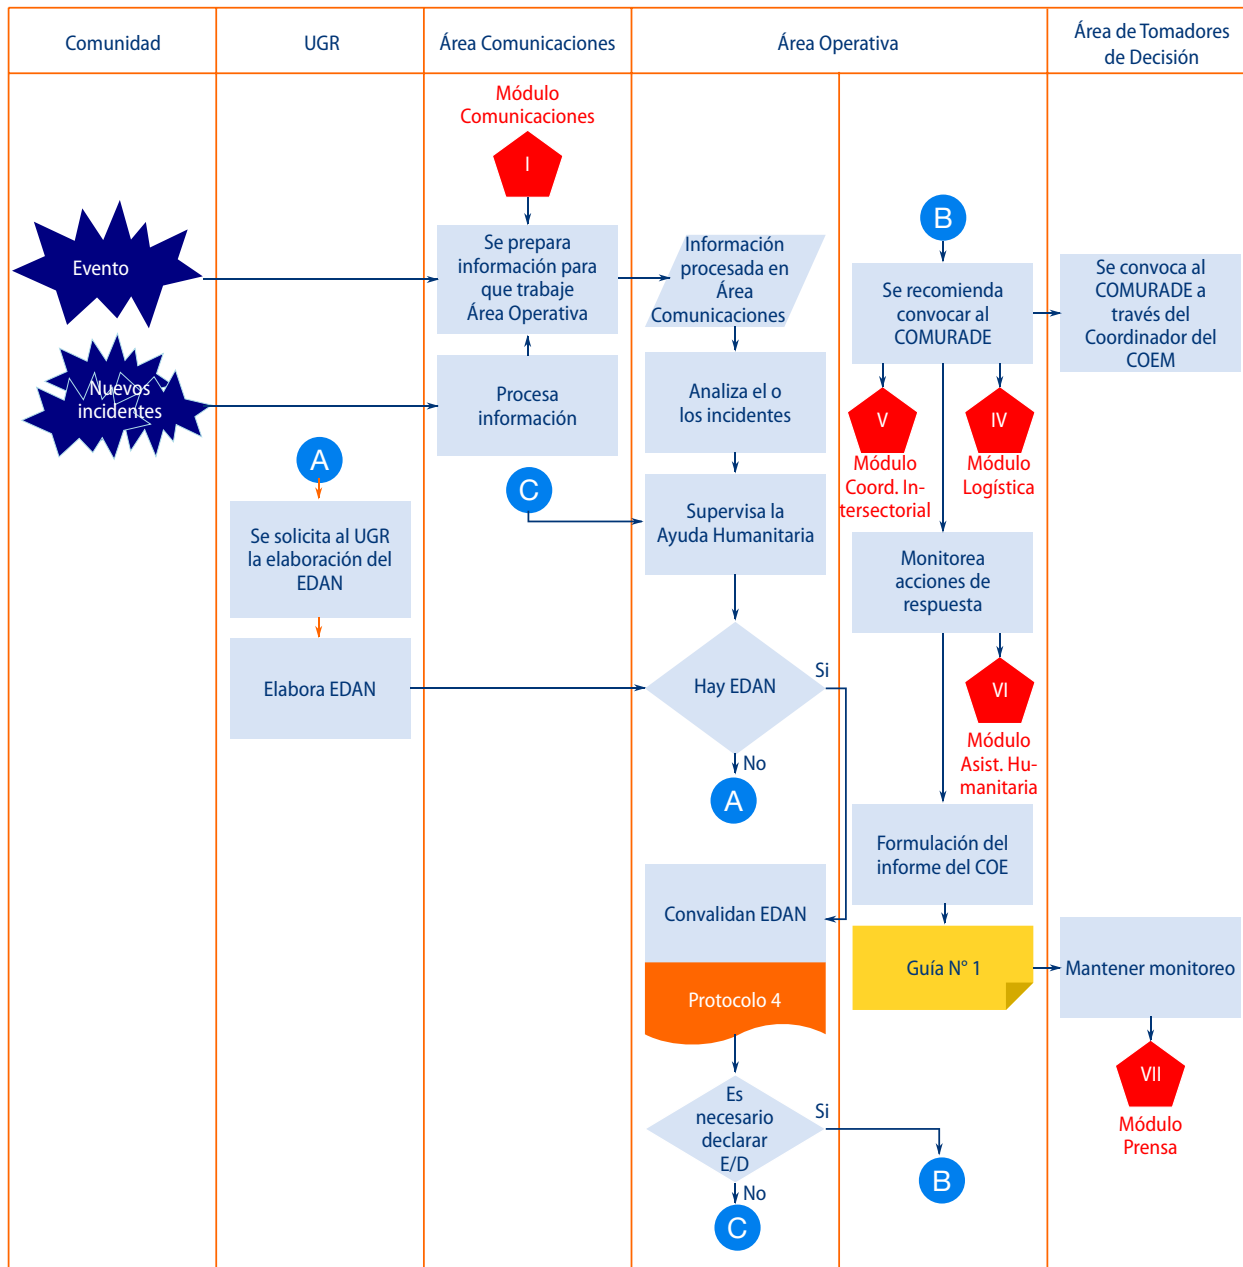 Comunidad
UGR
Área Comunicaciones
Área Operativa
Área de Tomadores
de Decisión
Módulo
Comunicaciones
I
Evento
Se prepara
información para
que trabaje
Área Operativa
Información
procesada en
Área
Comunicaciones
B
Se recomienda
convocar al
COMURADE
Se convoca al
COMURADE a
través del
Coordinador del
COEM
Nuevos
incidentes
Procesa
información
Analiza el o
los incidentes
V
Módulo
Coord. In-
tersectorial
IV
Módulo
Logística
A
C
Se solicita al UGR
la elaboración del
EDAN
Supervisa la
Ayuda Humanitaria
Monitorea
acciones de
respuesta
Elabora EDAN
Hay EDAN
Si
No
A
VI
Módulo
Asist. Hu-
manitaria
Formulación del
informe del COE
Convalidan EDAN
Protocolo 4
Guía N° 1
Mantener monitoreo
VII
Módulo
Prensa
Es
necesario
declarar
E/D
Si
B
No
C